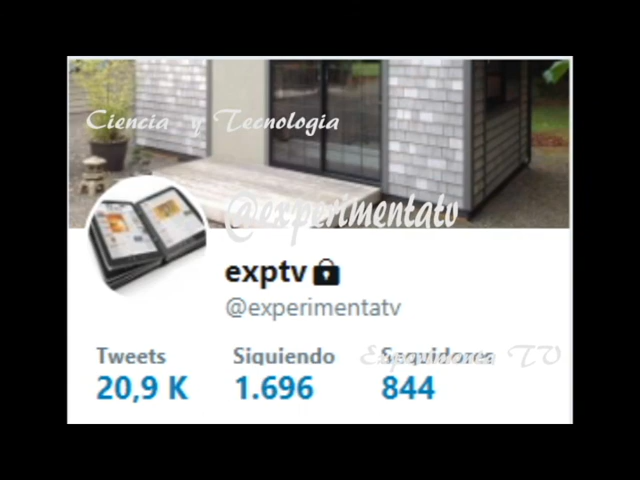 Ciencia y Tecnologia
@experimentatv
exptv
@experimentatv
Tweets Siguiendo Seguidores
Experimenta TV
20,9 K 1.696 844